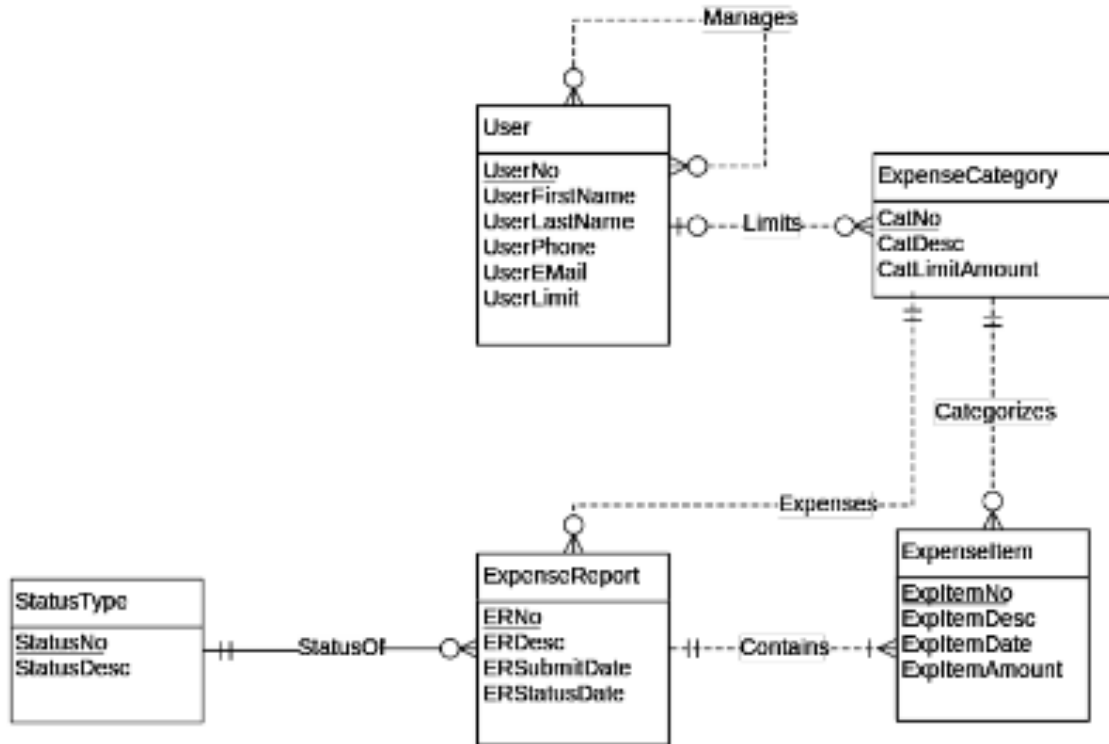 Manages
User
UserNo
UserFirstName
UserLastName
UserPhone
UserEMail
UserLimit
Limits
ExpenseCategory
CatNo
CatDesc
CatLimitAmount
Categorizes
Expenses
StatusType
StatusNo
StatusDesc
StatusOf
ExpenseReport
ERNo
ERDesc
ERSubmitDate
ERStatusDate
Contains
ExpenseItem
ExpItemNo
ExpItemDesc
ExpItemDate
ExpItemAmount